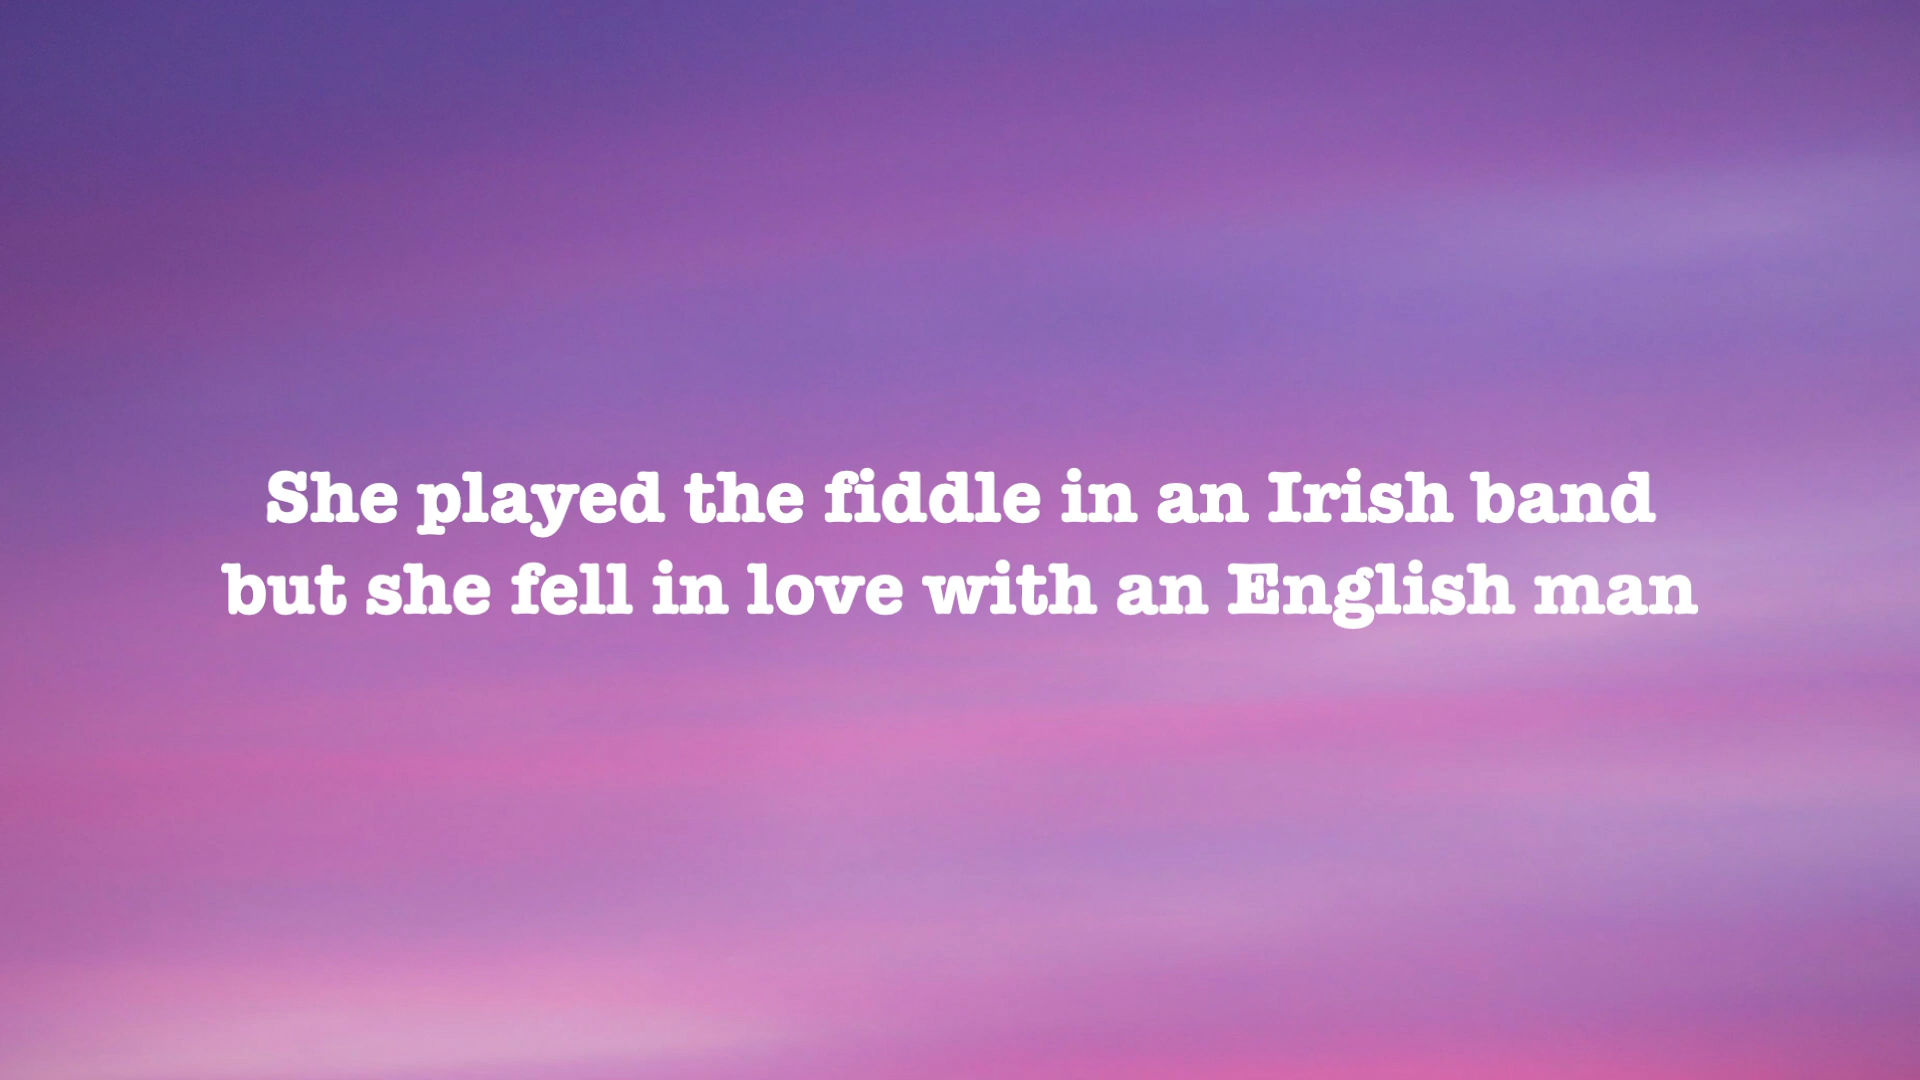 She played the fiddle in an Irish band
but she fell in love with an English man